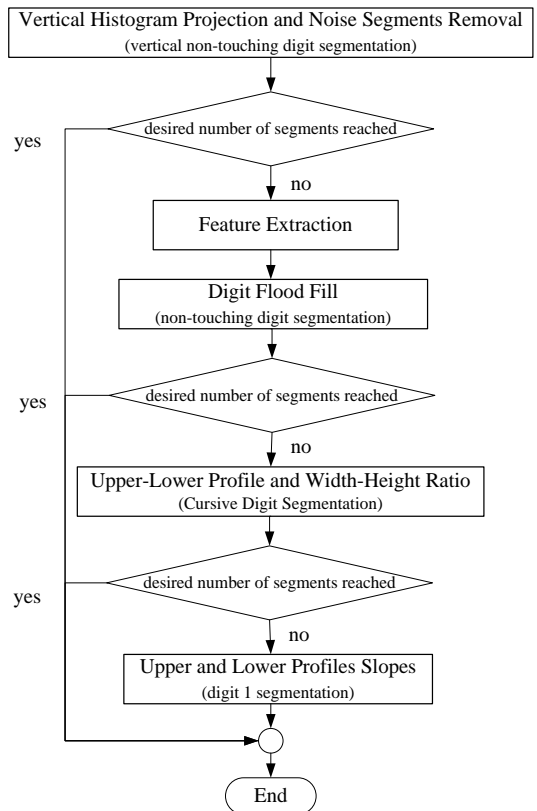 Vertical Histogram Projection and Noise Segments Removal
(vertical non-touching digit segmentation)
desired number of segments reached
yes
no
Feature Extraction
Digit Flood Fill
(non-touching digit segmentation)
desired number of segments reached
yes
no
Upper-Lower Profile and Width-Height Ratio
(Cursive Digit Segmentation)
desired number of segments reached
yes
no
Upper and Lower Profiles Slopes
(digit 1 segmentation)
End